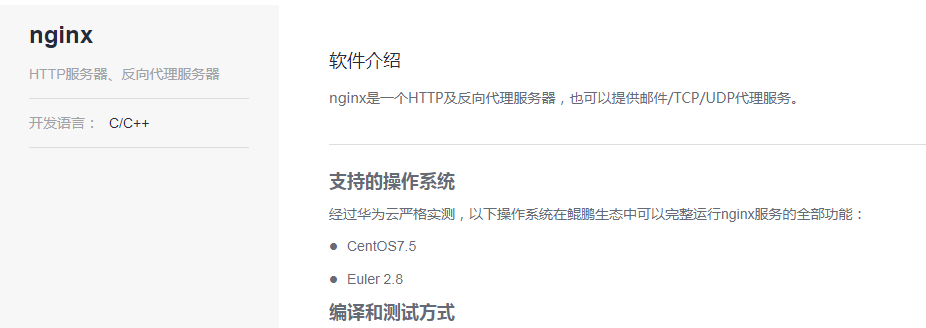 nginx
HTTP服务器、反向代理服务器
开发语言： C/C++
软件介绍
nginx是一个HTTP及反向代理服务器，也可以提供邮件/TCP/UDP代理服务。
支持的操作系统
经过华为云严格实测，以下操作系统在鲲鹏生态中可以完整运行nginx服务的全部功能：
● CentOS7.5
● Euler 2.8
编译和测试方式